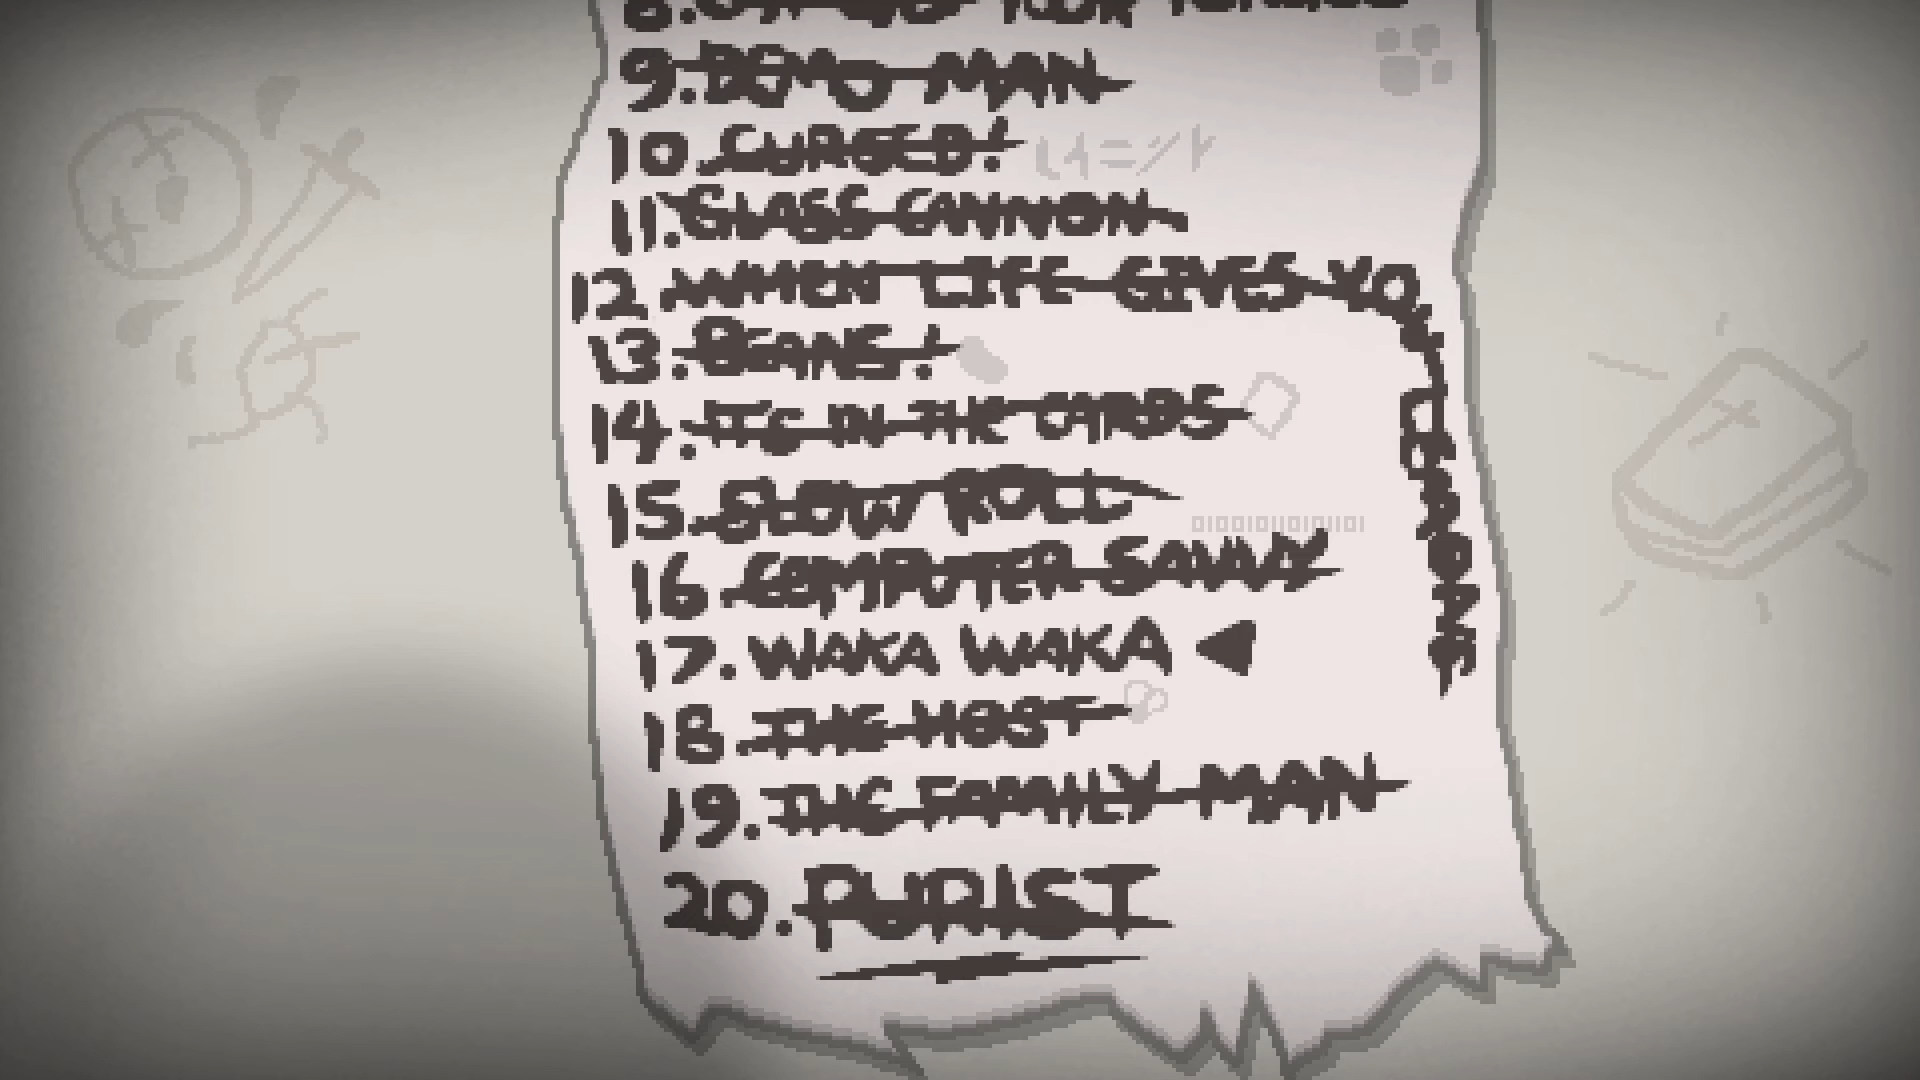 9. DEMO MAN
10. CURSED!
11. GLASS CANNON
12. WHEN LIFE GIVES YOU LEMONS
13. BEANS!
14. ITS IN THE CARDS
15. SLOW ROLL
16. COMPUTER SAVVY
17. WAKA WAKA
18. THE HOST
19. THE FAMILY MAN
20. PURIST